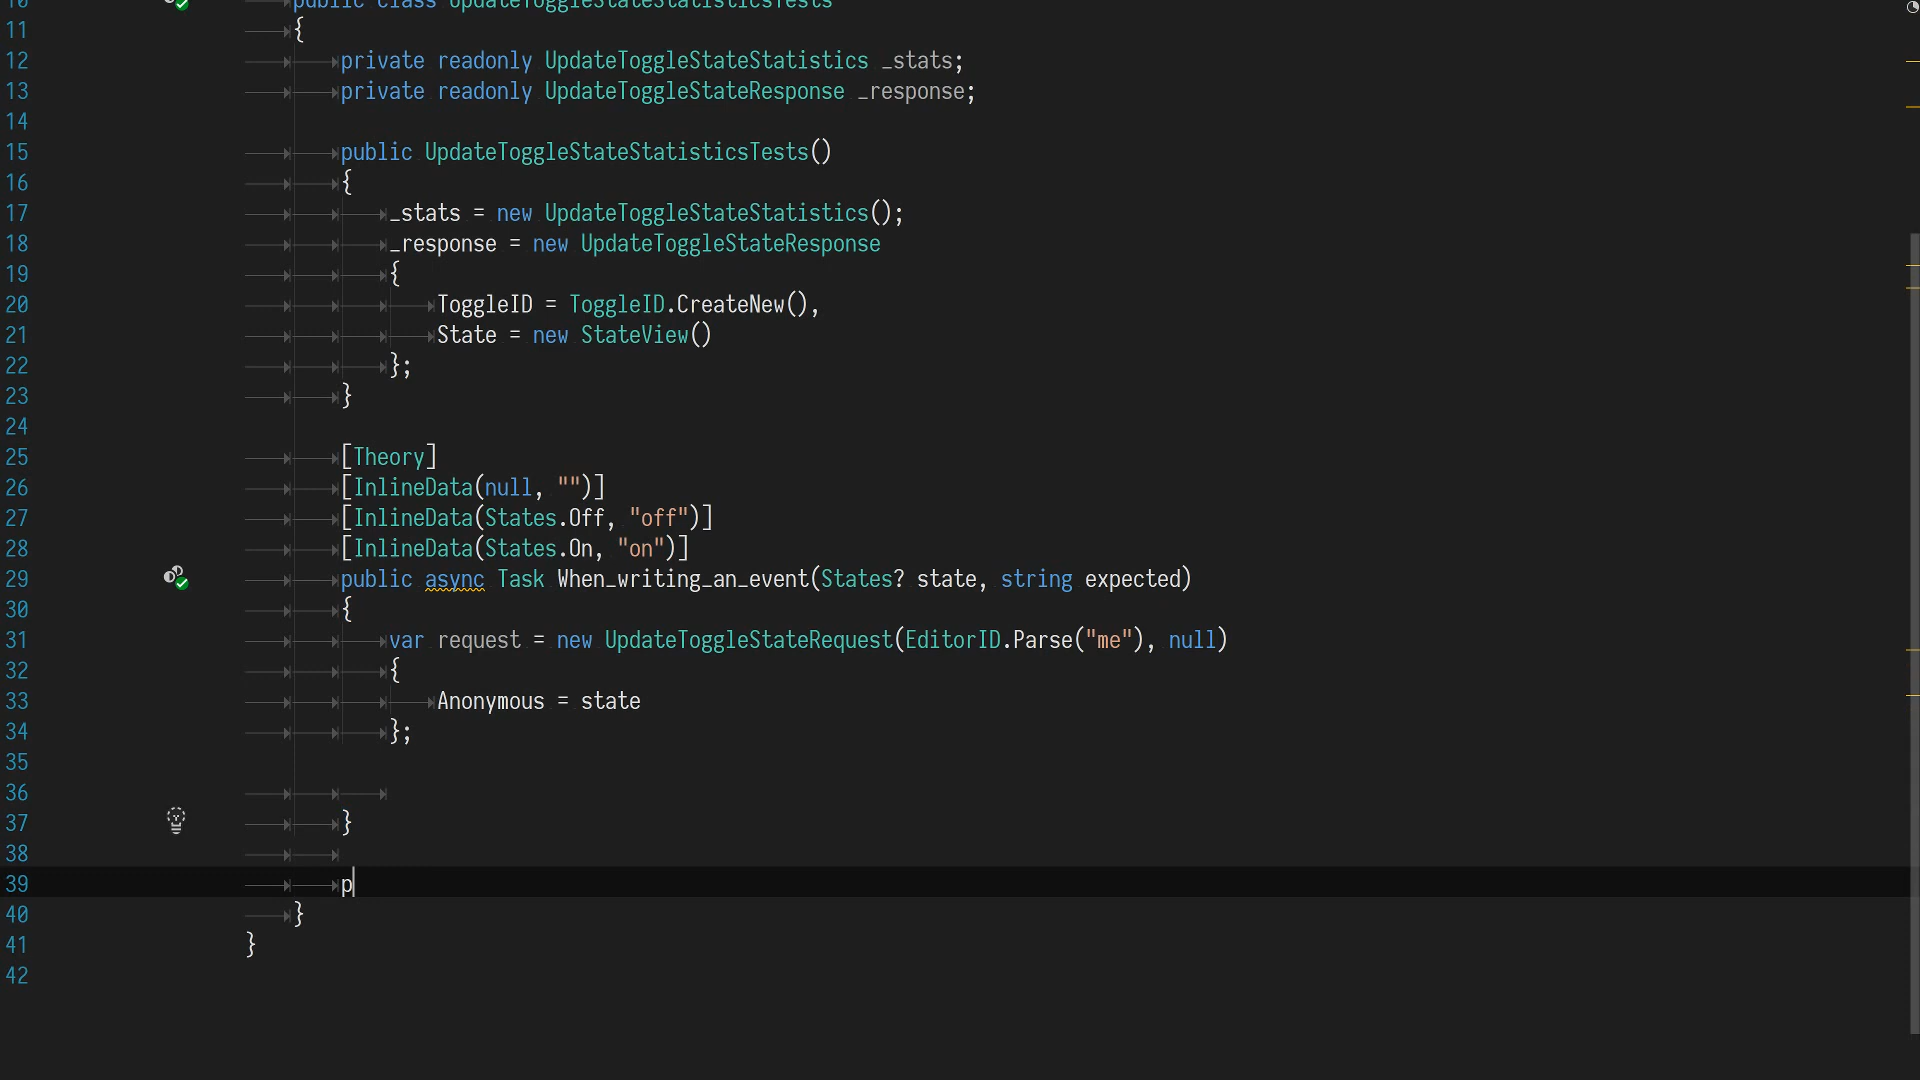 10 public class UpdateToggleStateStatisticsTests
11 {
12 private readonly UpdateToggleStateStatistics _stats;
13 private readonly UpdateToggleStateResponse _response;
14
15 public UpdateToggleStateStatisticsTests()
16 {
17 _stats = new UpdateToggleStateStatistics();
18 _response = new UpdateToggleStateResponse
19 {
20 ToggleID = ToggleID.CreateNew(),
21 State = new StateView()
22 };
23 }
24
25 [Theory]
26 [InlineData(null, "")]
27 [InlineData(States.Off, "off")]
28 [InlineData(States.On, "on")]
29 public async Task When_writing_an_event(States? state, string expected)
30 {
31 var request = new UpdateToggleStateRequest(EditorID.Parse("me"), null)
32 {
33 Anonymous = state
34 };
35
36
37 }
38
39 p
40 }
41 }
42